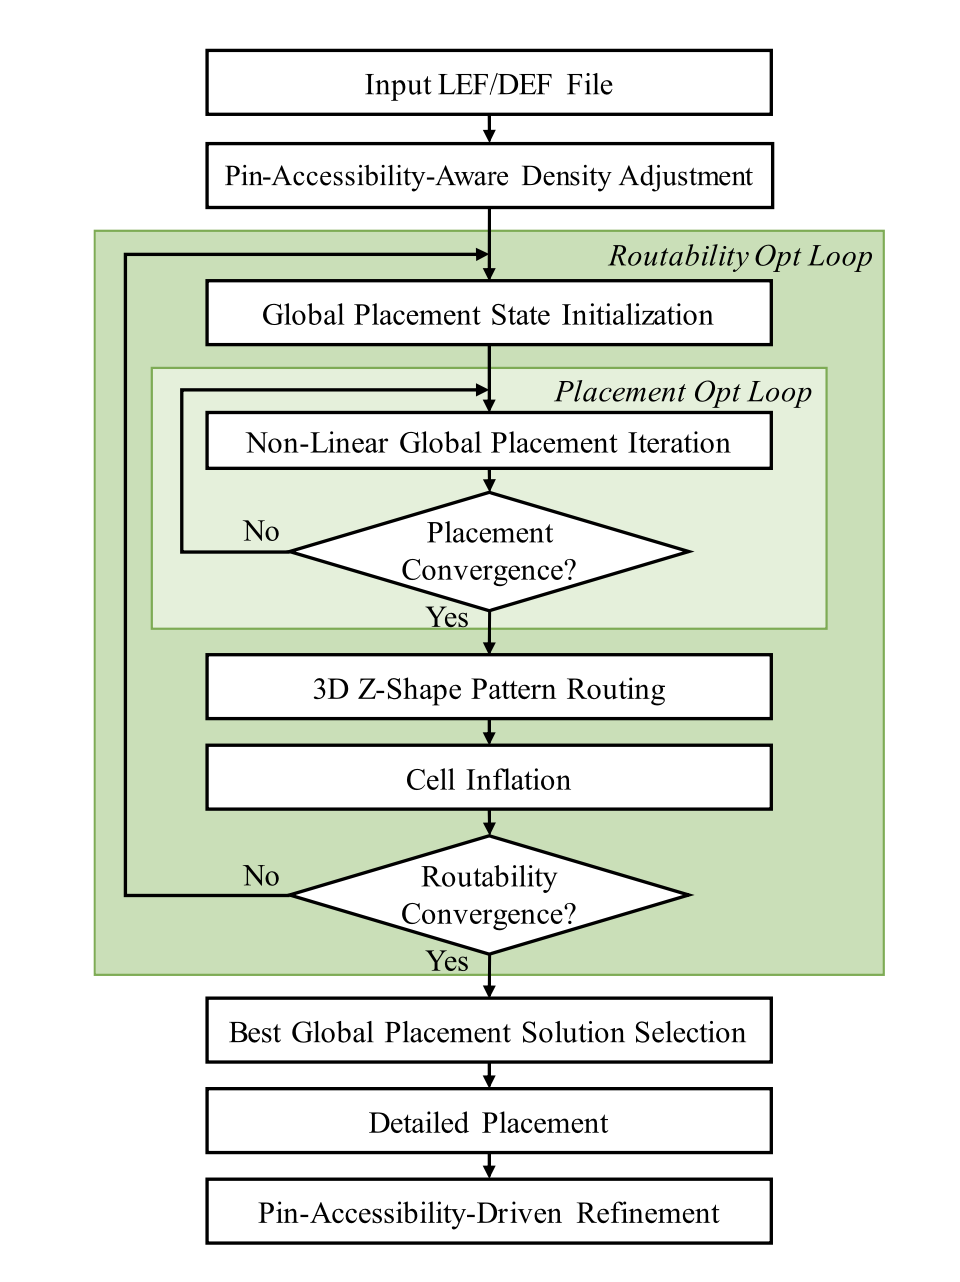 Input LEF/DEF File
Pin-Accessibility-Aware Density Adjustment
Routability Opt Loop
Global Placement State Initialization
Placement Opt Loop
Non-Linear Global Placement Iteration
No
Placement
Convergence?
Yes
3D Z-Shape Pattern Routing
Cell Inflation
No
Routability
Convergence?
Yes
Best Global Placement Solution Selection
Detailed Placement
Pin-Accessibility-Driven Refinement